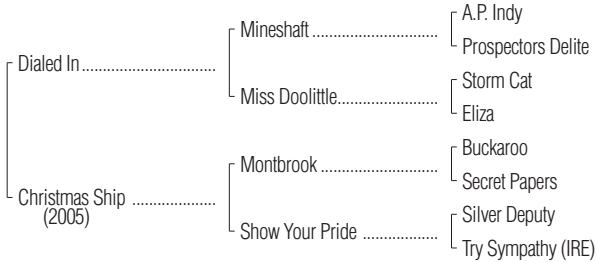 A.P. Indy
Mineshaft ...............................
Prospectors Delite
Dialed In.................................
Storm Cat
Miss Doolittle.........................
Eliza
Buckaroo
Montbrook .............................
Secret Papers
Christmas Ship .....................
(2005)
Silver Deputy
Show Your Pride ...................
Try Sympathy (IRE)